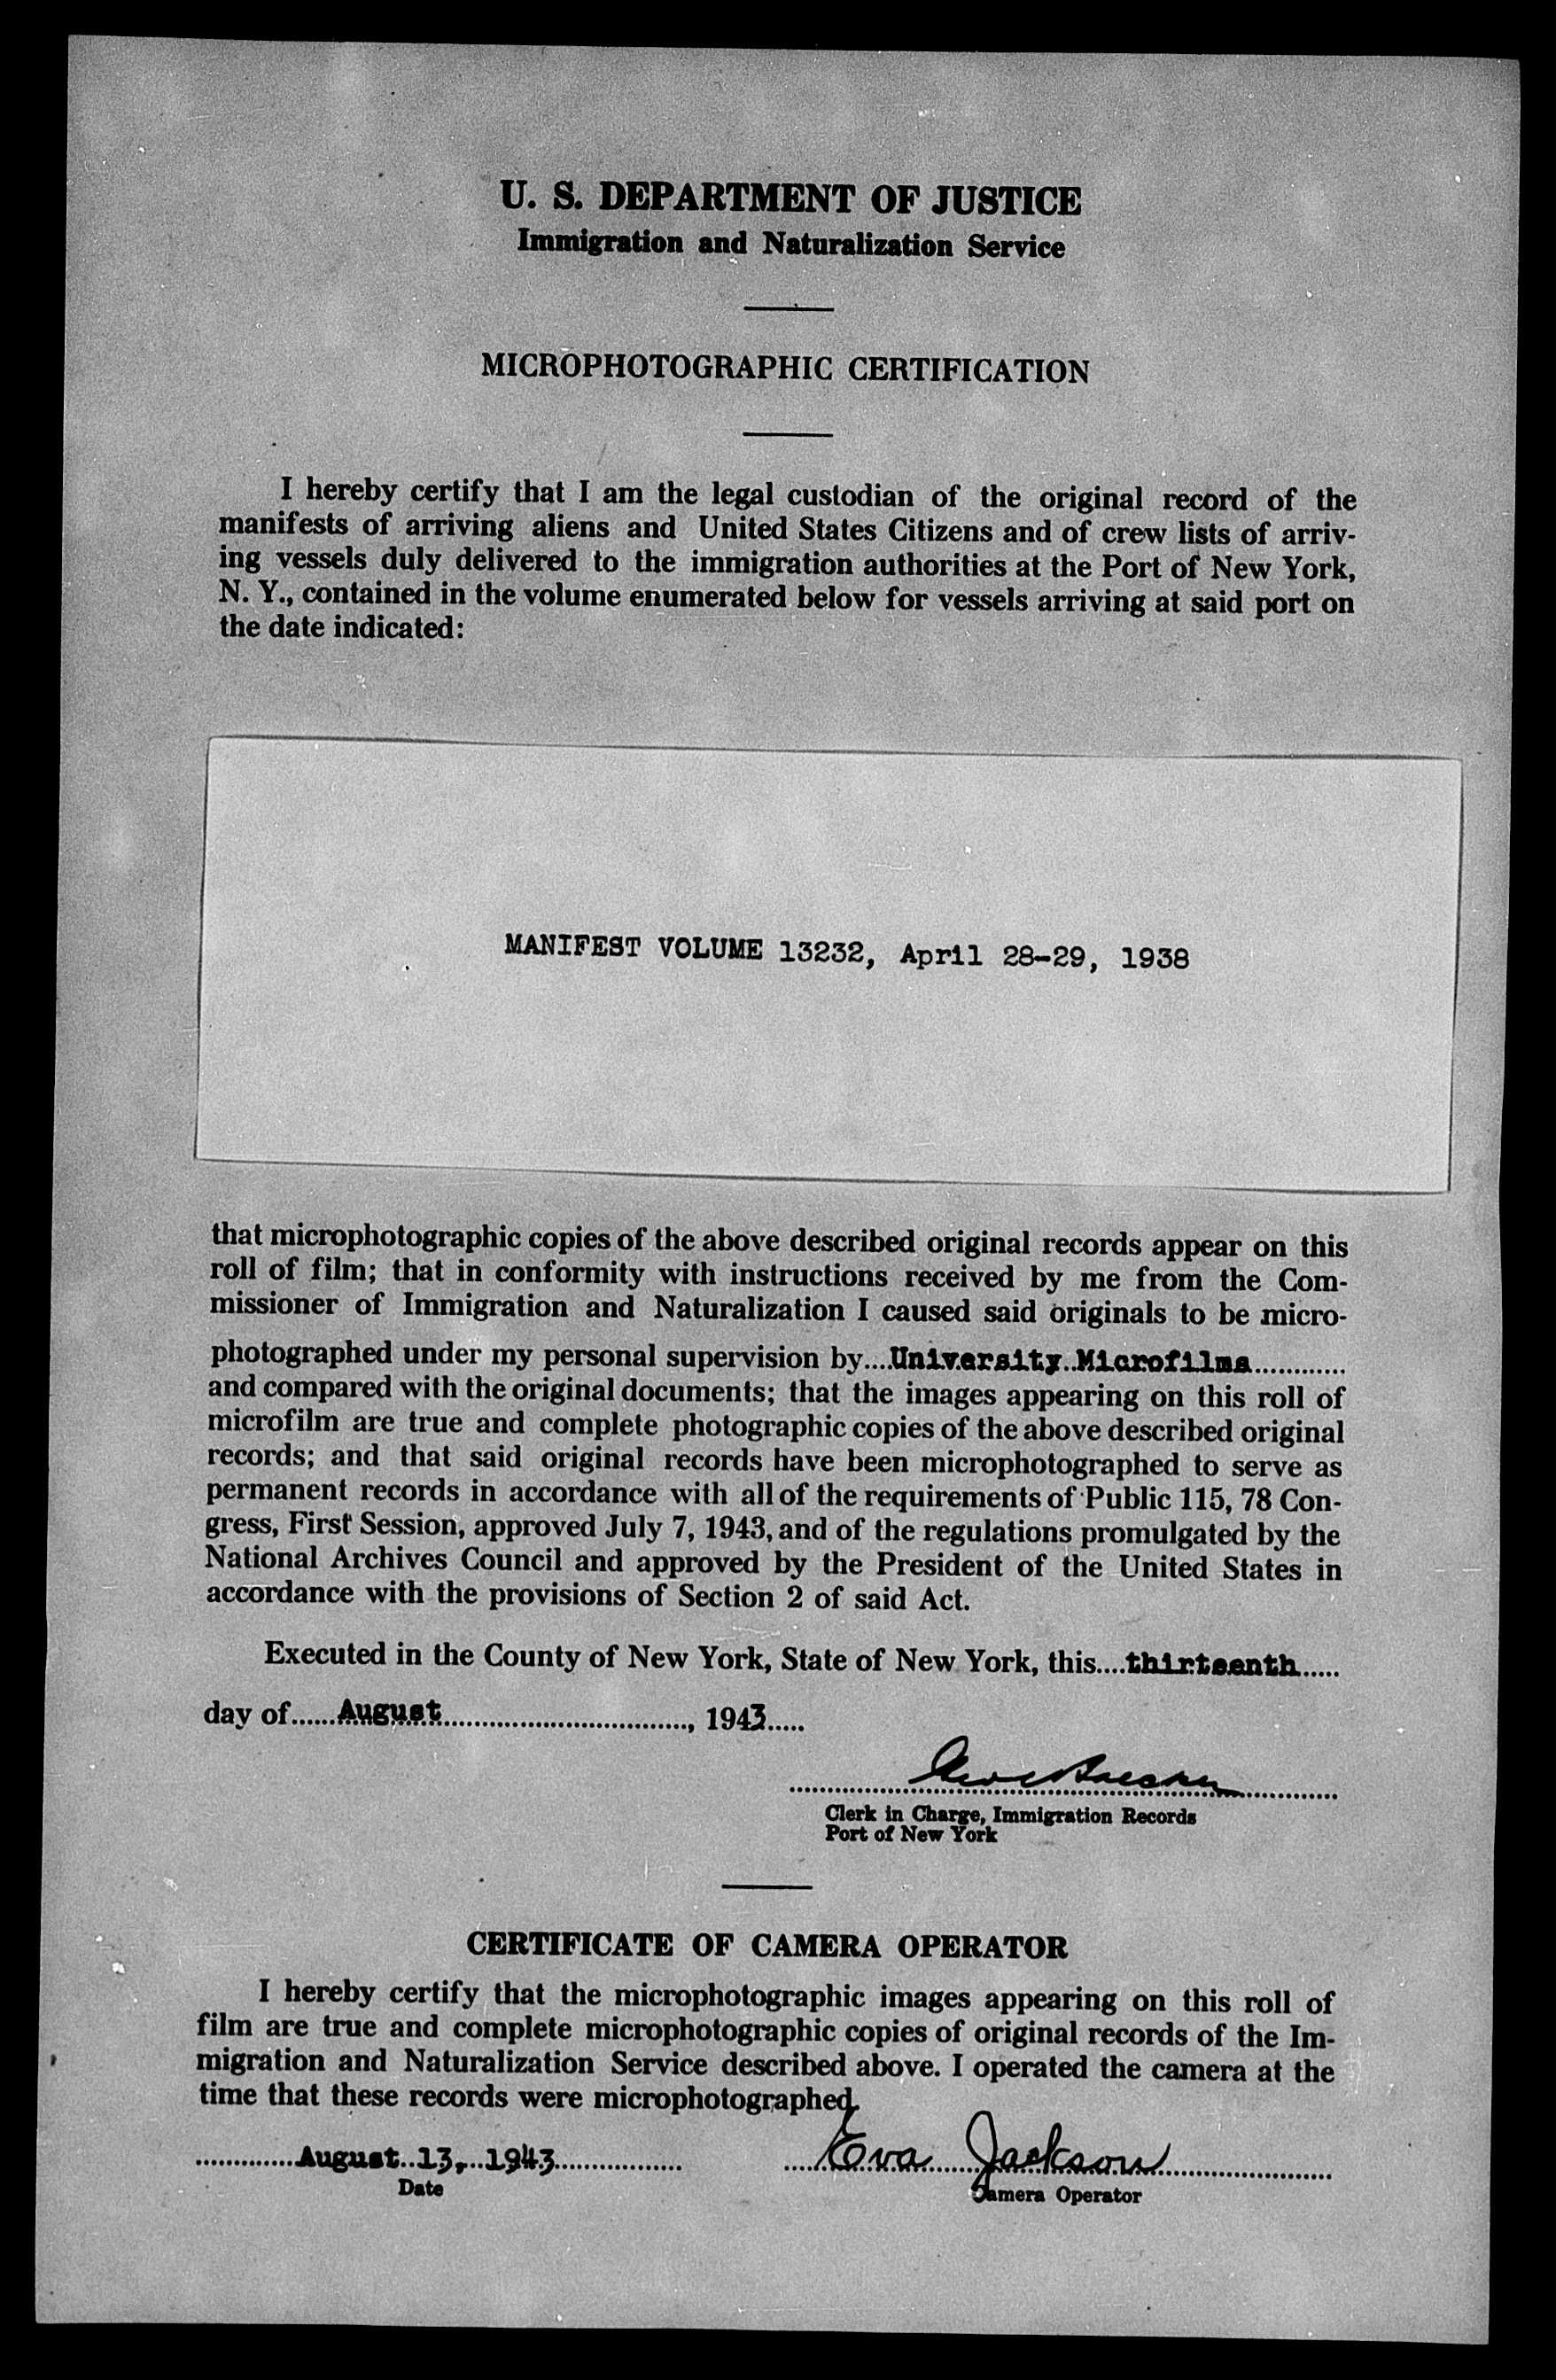 U. S. DEPARTMENT OF JUSTICE
Immigration and Naturalization Service
MICROPHOTOGRAPHIC CERTIFICATION
I hereby certify that I am the legal custodian of the original record of the
manifests of arriving aliens and United States Citizens and of crew lists of arriv-
ing vessels duly delivered to the immigration authorities at the Port of New York,
N. Y., contained in the volume enumerated below for vessels arriving at said port on
the date indicated:
MANIFEST VOLUME 13232, April 28-29, 1938
that microphotographic copies of the above described original records appear on this
roll of film; that in conformity with instructions received by me from the Com-
missioner of Immigration and Naturalization I caused said originals to be micro-
photographed under my personal supervision by....University Microfilms............
and compared with the original documents; that the images appearing on this roll of
microfilm are true and complete photographic copies of the above described original
records; and that said original records have been microphotographed to serve as
permanent records in accordance with all of the requirements of Public 115, 78 Con-
gress, First Session, approved July 7, 1943, and of the regulations promulgated by the
National Archives Council and approved by the President of the United States in
accordance with the provisions of Section 2 of said Act.
Executed in the County of New York, State of New York, this....thirteenth.....
day of......August......................................, 1943.....
Clerk in Charge, Immigration Records
Port of New York
CERTIFICATE OF CAMERA OPERATOR
I hereby certify that the microphotographic images appearing on this roll of
film are true and complete microphotographic copies of original records of the Im-
migration and Naturalization Service described above. I operated the camera at the
time that these records were microphotographed.
August 13, 1943 Eva Jackson
Date Camera Operator